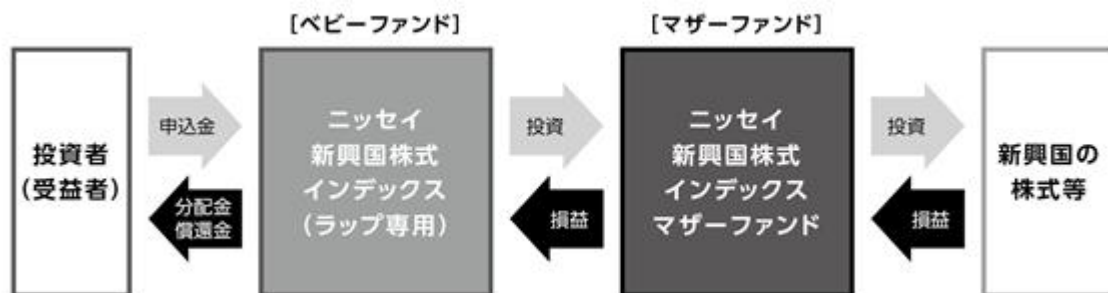 [ベビーファンド]
[マザーファンド]
投資者
(受益者)
申込金
分配金
償還金
ニッセイ
新興国株式
インデックス
(ラップ専用)
投資
損益
ニッセイ
新興国株式
インデックス
マザーファンド
投資
損益
新興国の
株式等